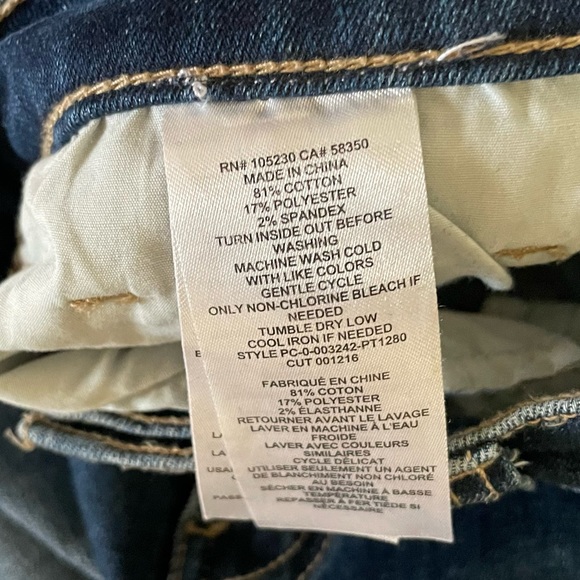 RN# 105230 CA# 58350
MADE IN CHINA
81% COTTON
17% POLYESTER
2% SPANDEX
TURN INSIDE OUT BEFORE
WASHING
MACHINE WASH COLD
WITH LIKE COLORS
GENTLE CYCLE
ONLY NON-CHLORINE BLEACH IF
NEEDED
TUMBLE DRY LOW
COOL IRON IF NEEDED
STYLE PC-0-003242-PT1280
CUT 001216
FABRIQUÉ EN CHINE
81% COTON
17% POLYESTER
2% ÉLASTHANNE
RETOURNER AVANT LE LAVAGE
LAVER EN MACHINE À L'EAU
FROIDE
LAVER AVEC COULEURS
SIMILAIRES
CYCLE DÉLICAT
UTILISER SEULEMENT UN AGENT
DE BLANCHIMENT NON CHLORÉ
AU BESOIN
SÉCHER EN MACHINE À BASSE
TEMPÉRATURE
REPASSER À FER TIÈDE SI
NÉCESSAIRE